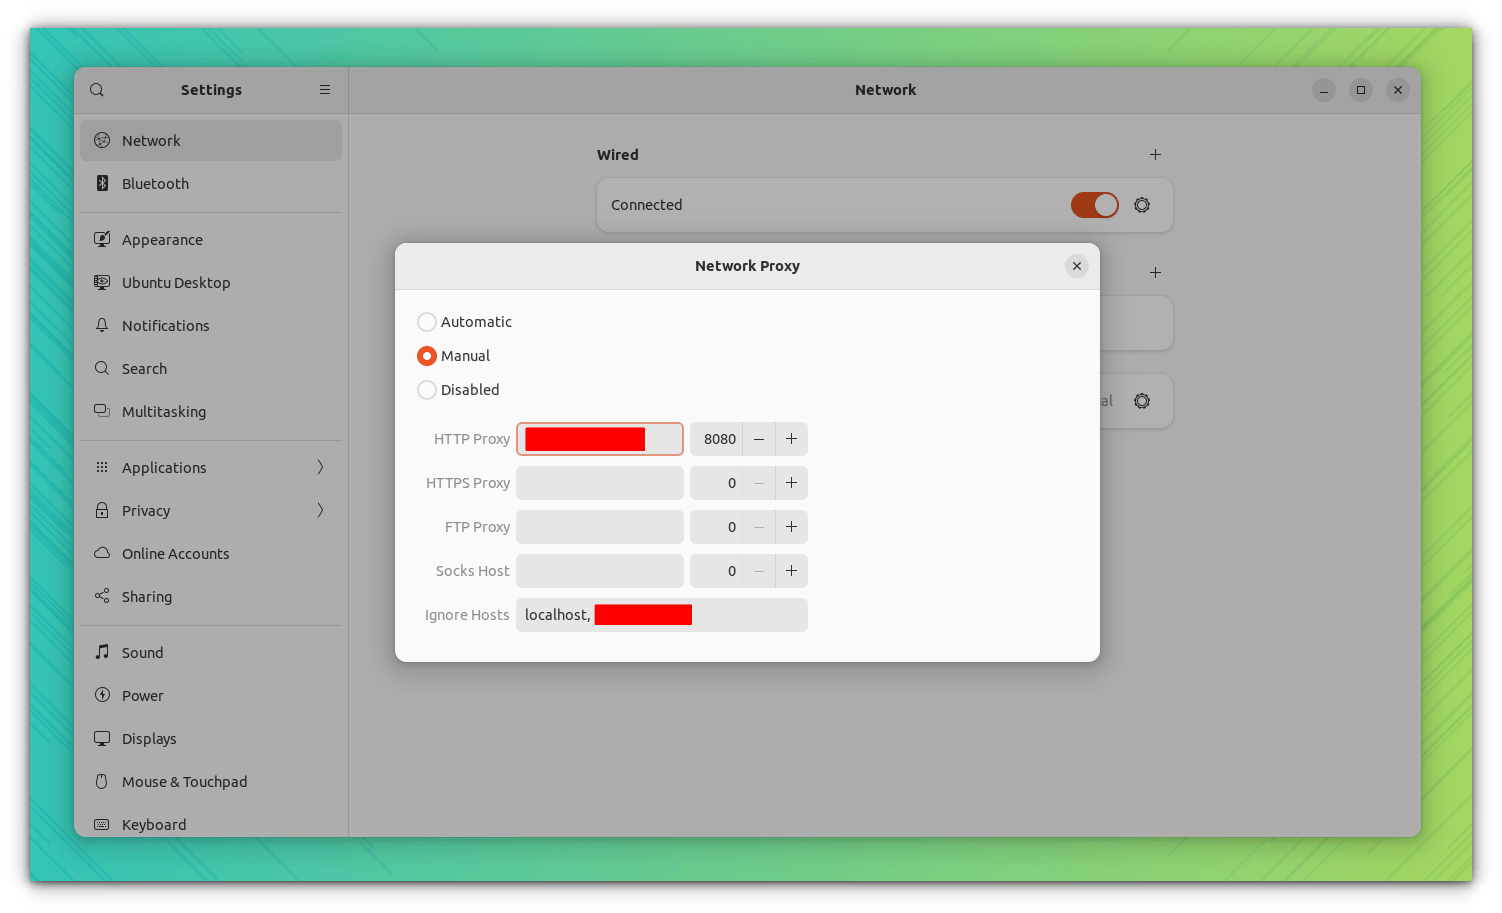 Settings
Network
Network
Bluetooth
Appearance
Ubuntu Desktop
Notifications
Search
Multitasking
Applications
Privacy
Online Accounts
Sharing
Sound
Power
Displays
Mouse & Touchpad
Keyboard
Wired
Connected
al
Network Proxy
Automatic
Manual
Disabled
HTTP Proxy 8080
HTTPS Proxy 0
FTP Proxy 0
Socks Host 0
Ignore Hosts localhost,